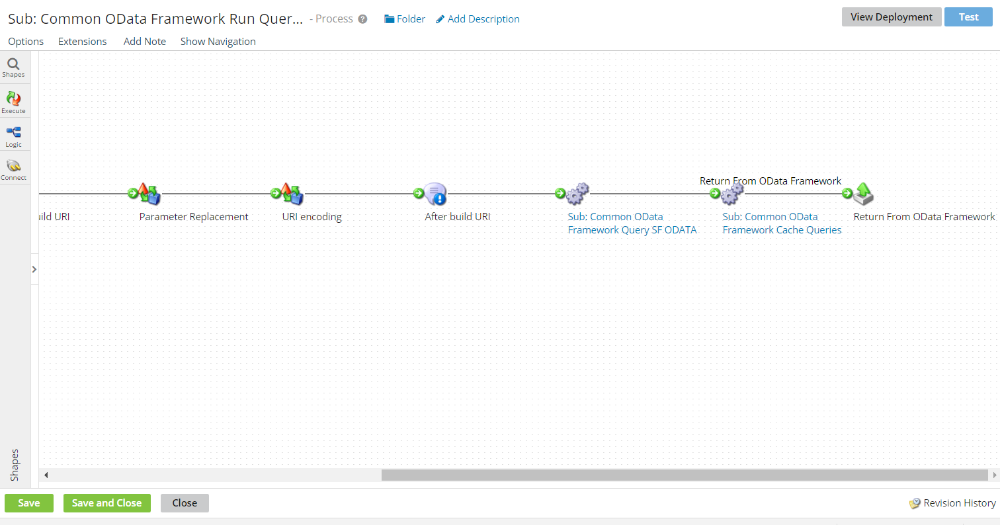 Sub: Common OData Framework Run Quer... - Process ? Folder Add Description View Deployment Test
Options Extensions Add Note Show Navigation
Shapes
Execute
Logic
Connect
Return From OData Framework
uild URI Parameter Replacement URI encoding After build URI Sub: Common OData Sub: Common OData Return From OData Framework
Framework Query SF ODATA Framework Cache Queries
Shapes
Save Save and Close Close Revision History